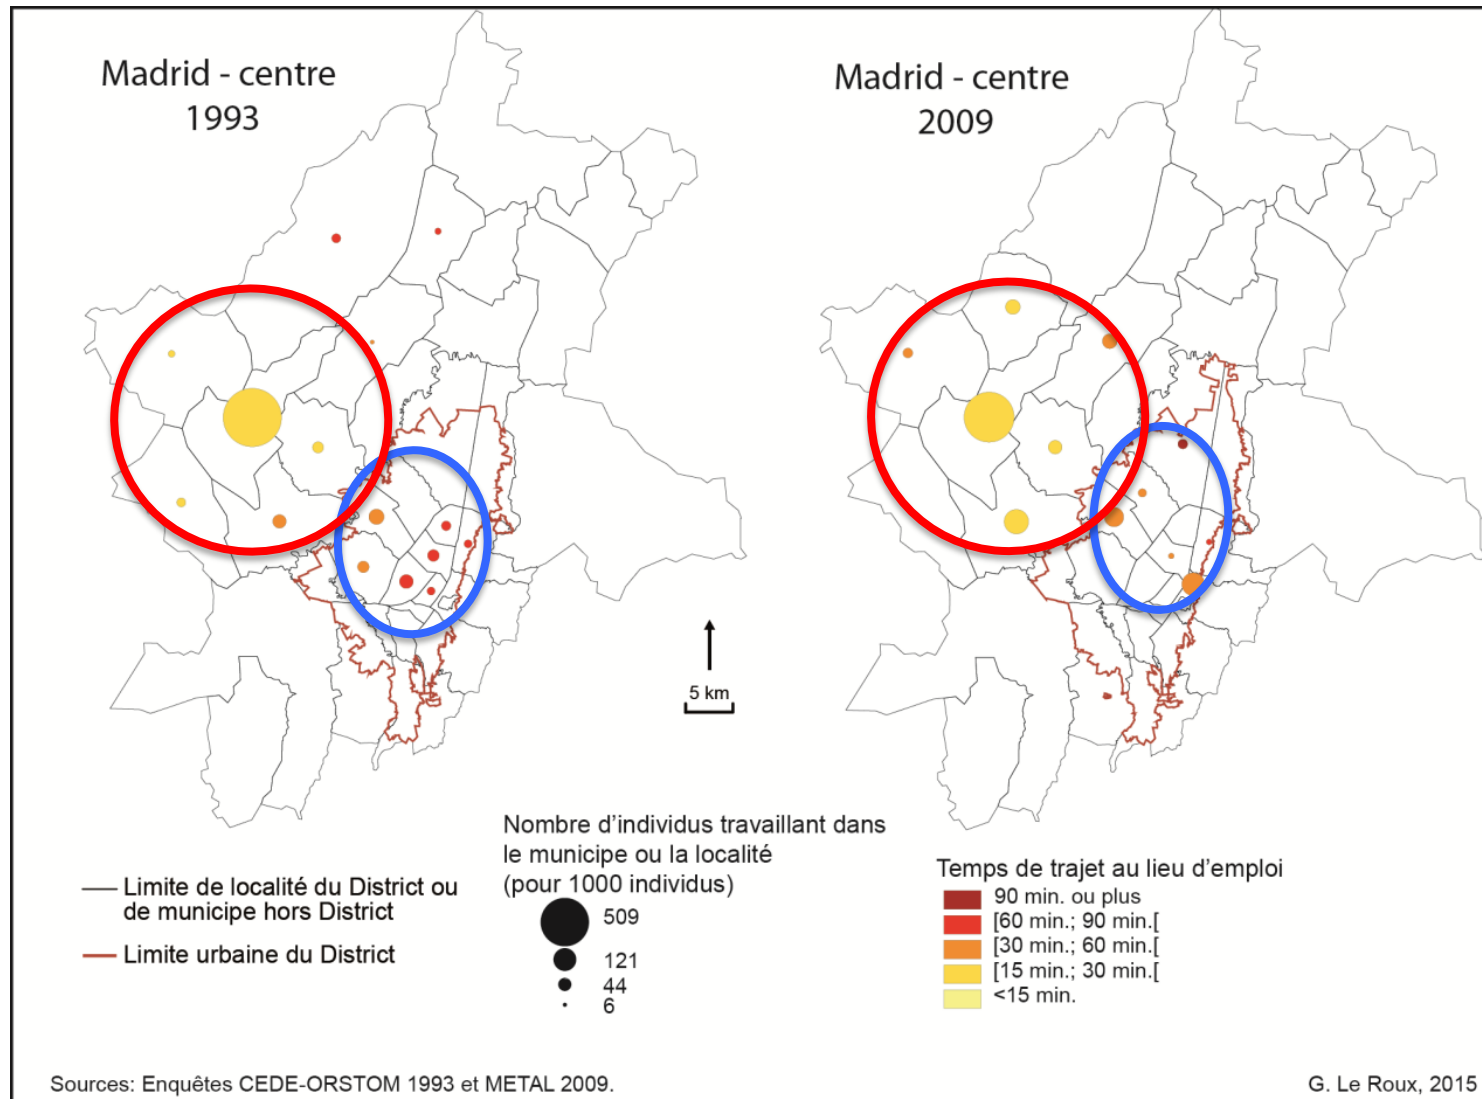 Madrid - centre
1993
Madrid - centre
2009
5 km
Limite de localité du District ou
de municipe hors District
Limite urbaine du District
Nombre d'individus travaillant dans
le municipe ou la localité
(pour 1000 individus)
509
121
44
6
Temps de trajet au lieu d'emploi
90 min. ou plus
[60 min.; 90 min.[
[30 min.; 60 min.[
[15 min.; 30 min.[
<15 min.
Sources: Enquêtes CEDE-ORSTOM 1993 et METAL 2009.
G. Le Roux, 2015